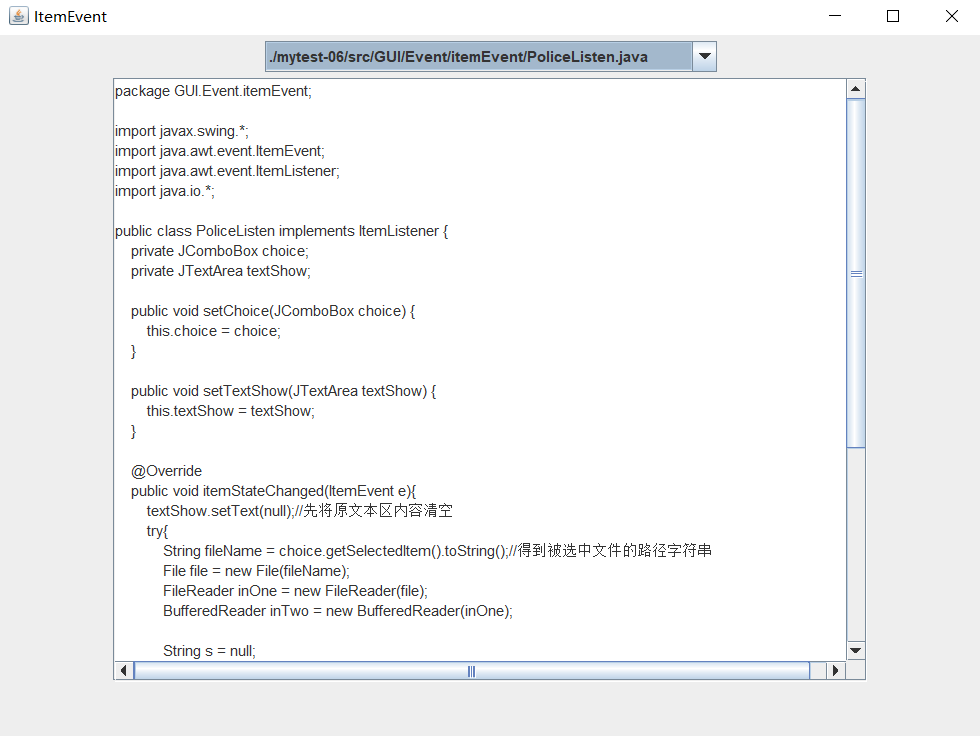 ItemEvent
./mytest-06/src/GUI/Event/itemEvent/PoliceListen.java
package GUI.Event.itemEvent;
import javax.swing.*;
import java.awt.event.ItemEvent;
import java.awt.event.ItemListener;
import java.io.*;
public class PoliceListen implements ItemListener {
private JComboBox choice;
private JTextArea textShow;
public void setChoice(JComboBox choice) {
this.choice = choice;
}
public void setTextShow(JTextArea textShow) {
this.textShow = textShow;
}
@Override
public void itemStateChanged(ItemEvent e){
textShow.setText(null);//先将原文本区内容清空
try{
String fileName = choice.getSelectedItem().toString();//得到被选中文件的路径字符串
File file = new File(fileName);
FileReader inOne = new FileReader(file);
BufferedReader inTwo = new BufferedReader(inOne);
String s = null;